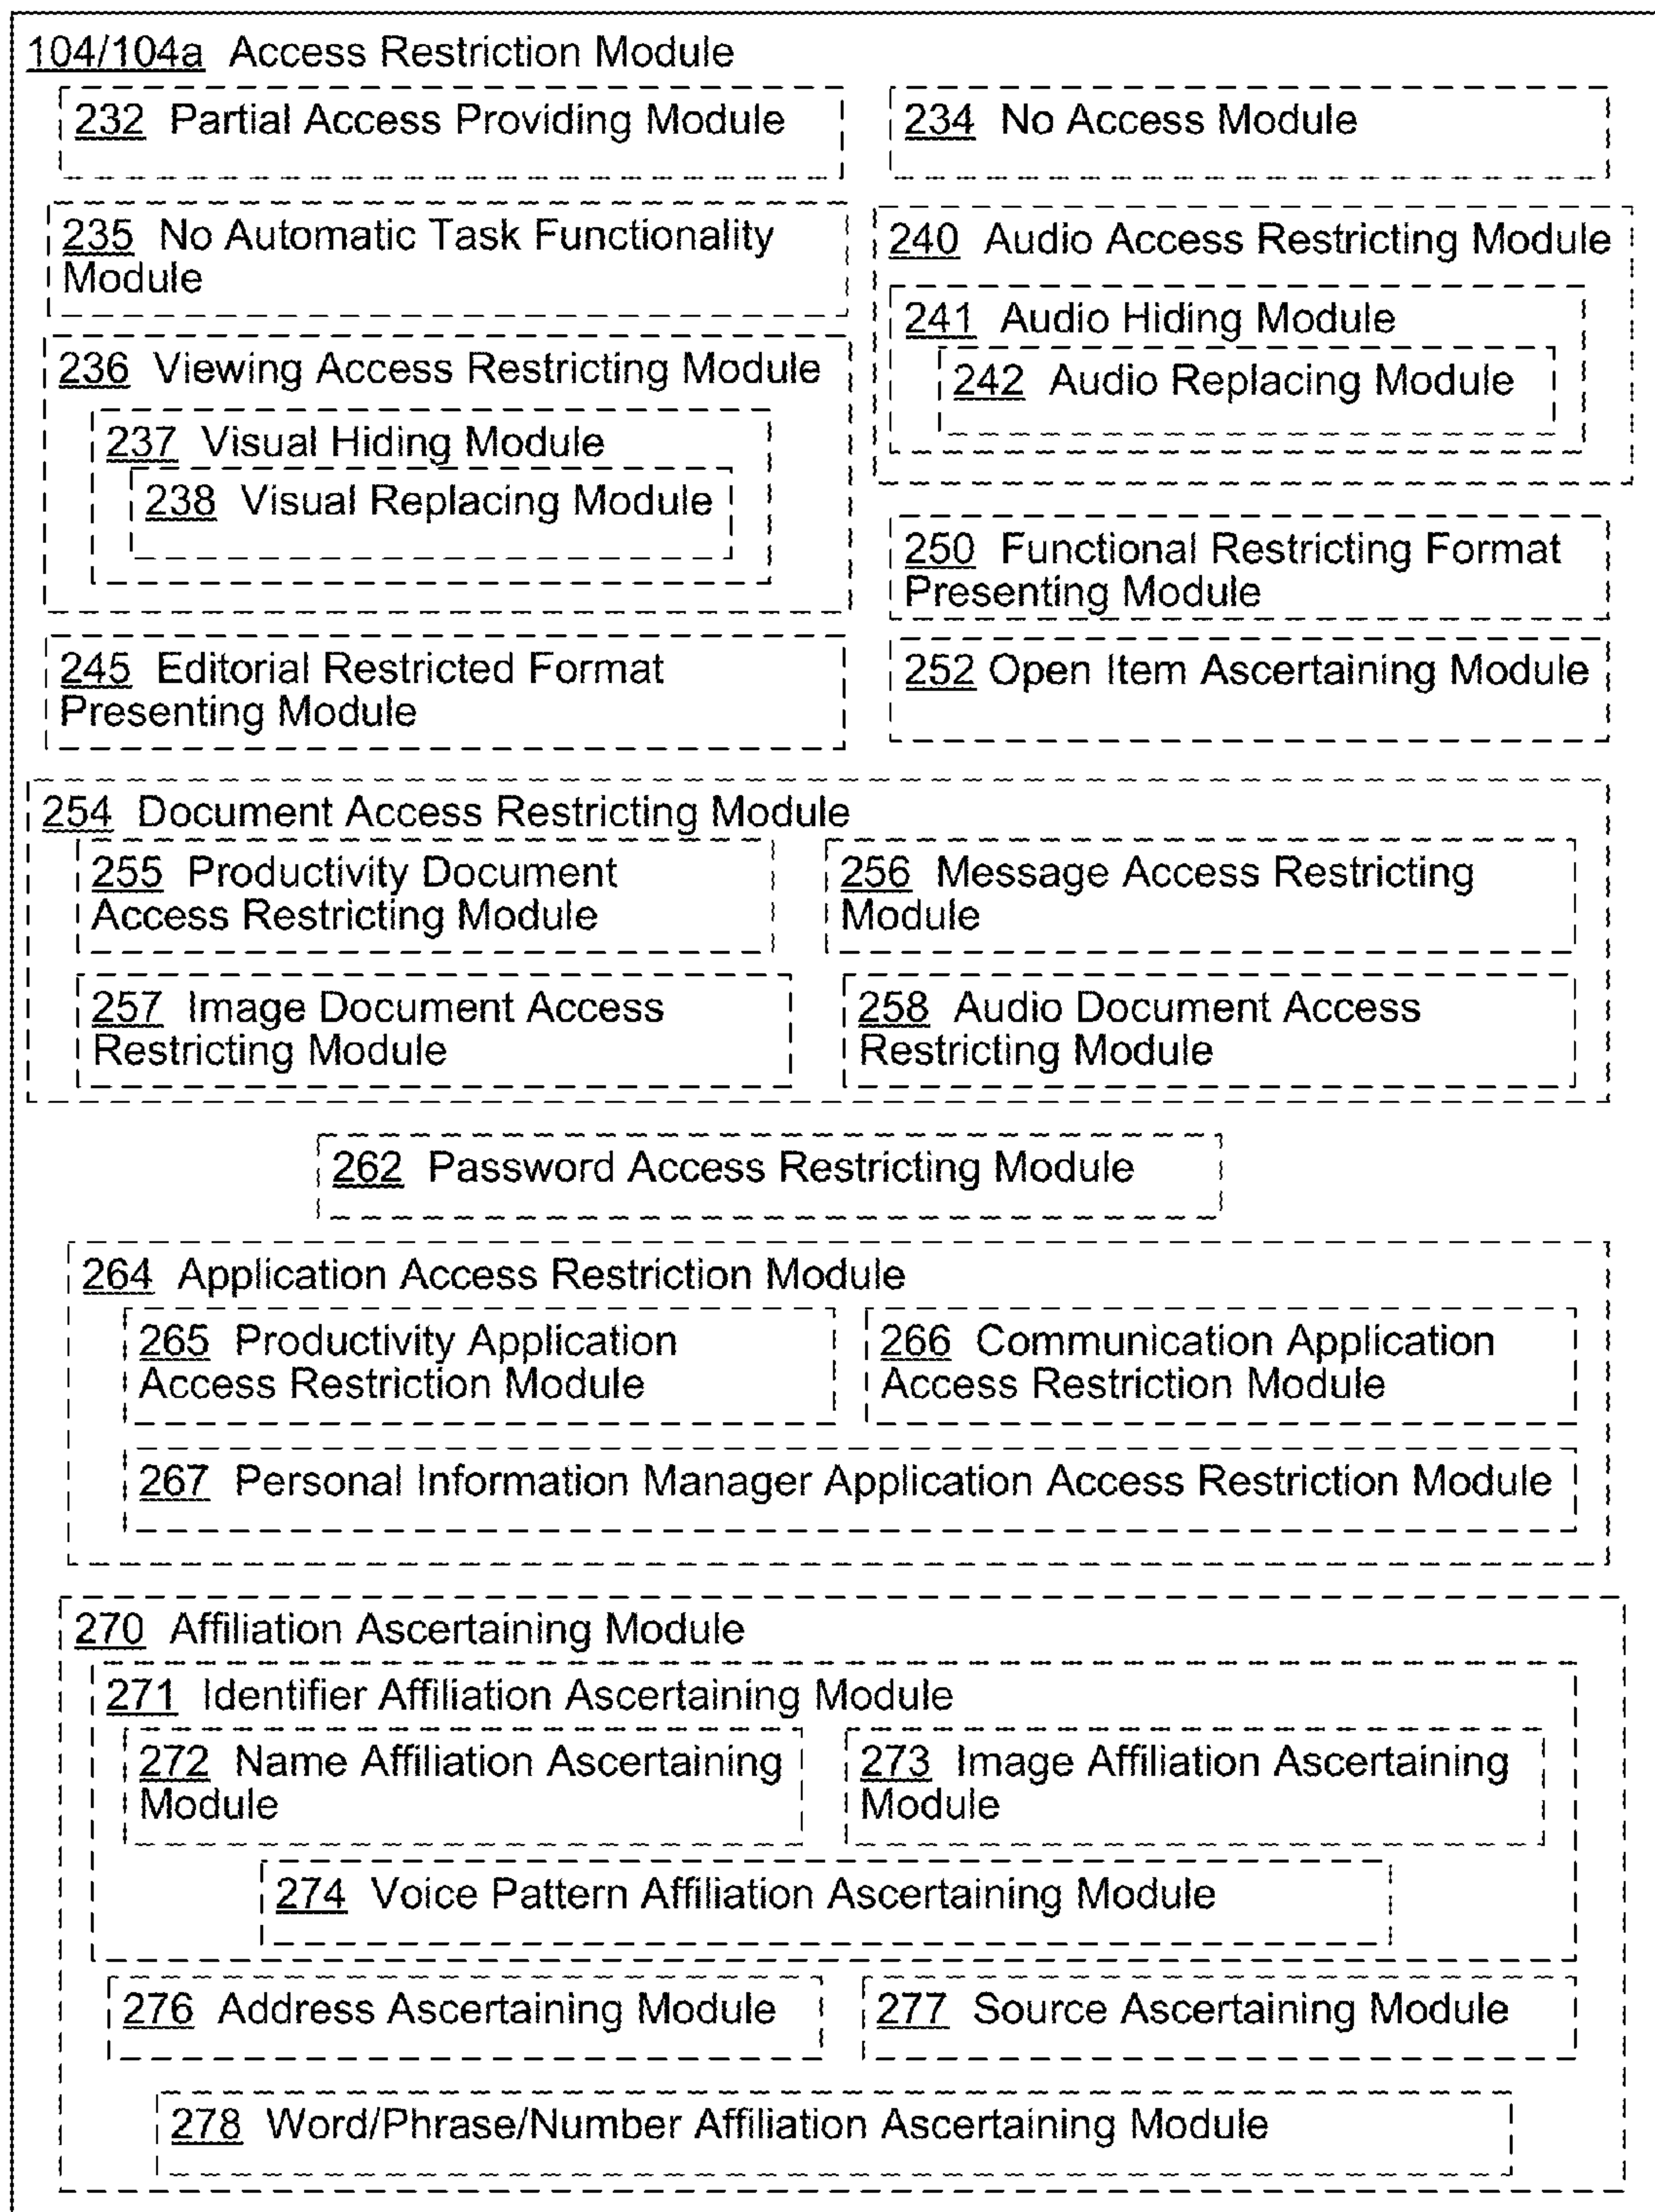 104/104a Access Restriction Module
232 Partial Access Providing Module
234 No Access Module
235 No Automatic Task Functionality
Module
240 Audio Access Restricting Module
241 Audio Hiding Module
242 Audio Replacing Module
236 Viewing Access Restricting Module
237 Visual Hiding Module
238 Visual Replacing Module
250 Functional Restricting Format
Presenting Module
245 Editorial Restricted Format
Presenting Module
252 Open Item Ascertaining Module
254 Document Access Restricting Module
255 Productivity Document
Access Restricting Module
256 Message Access Restricting
Module
257 Image Document Access
Restricting Module
258 Audio Document Access
Restricting Module
262 Password Access Restricting Module
264 Application Access Restriction Module
265 Productivity Application
Access Restriction Module
266 Communication Application
Access Restriction Module
267 Personal Information Manager Application Access Restriction Module
270 Affiliation Ascertaining Module
271 Identifier Affiliation Ascertaining Module
272 Name Affiliation Ascertaining
Module
273 Image Affiliation Ascertaining
Module
274 Voice Pattern Affiliation Ascertaining Module
276 Address Ascertaining Module
277 Source Ascertaining Module
278 Word/Phrase/Number Affiliation Ascertaining Module